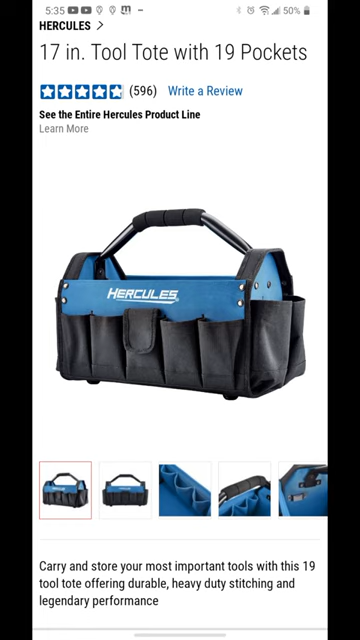 5:35
50%
HERCULES
17 in. Tool Tote with 19 Pockets
(596) Write a Review
See the Entire Hercules Product Line
Learn More
HERCULES
Carry and store your most important tools with this 19
tool tote offering durable, heavy duty stitching and
legendary performance